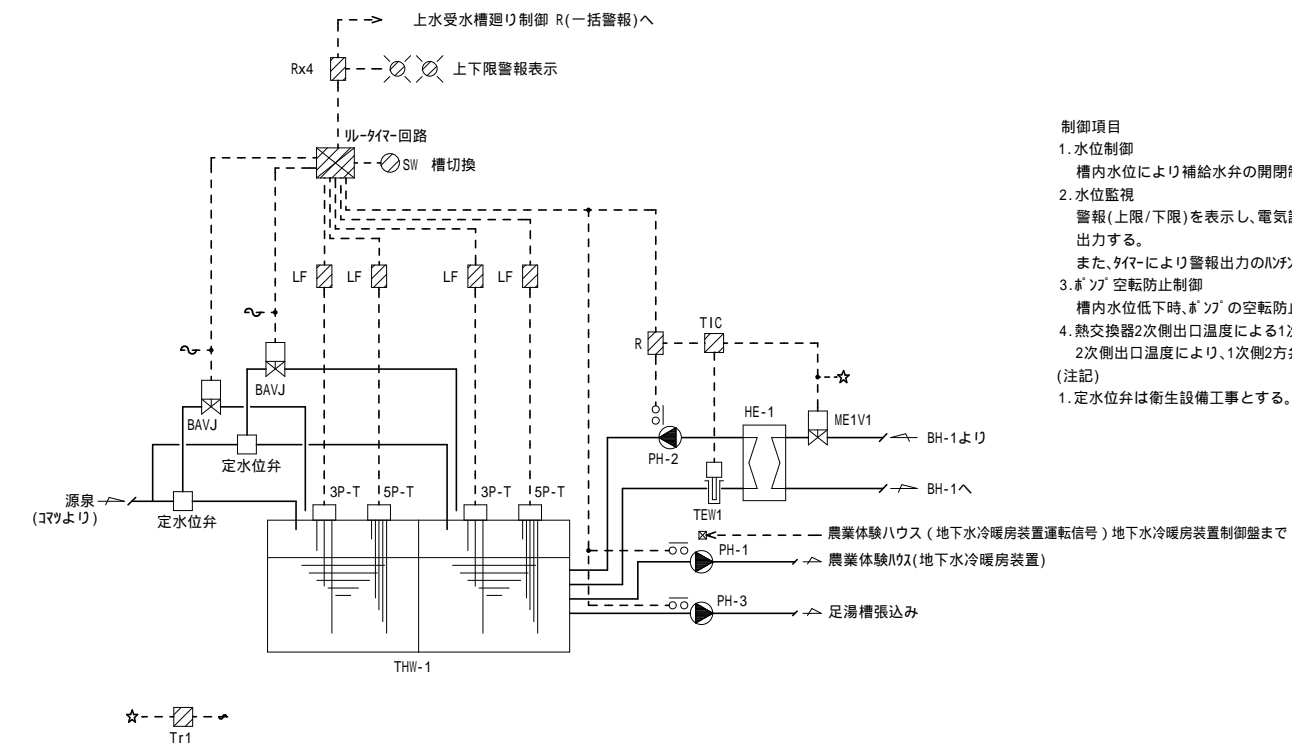 上水受水槽廻り制御 R(一括警報)へ
Rx4
上下限警報表示
ﾘﾚｰﾀｲﾏｰ回路
SW 槽切換
LF
LF
LF
LF
BAVJ
BAVJ
定水位弁
定水位弁
源泉
(ｺﾏﾂより)
3P-T
5P-T
3P-T
5P-T
THW-1
R
TIC
HE-1
ME1V1
PH-2
TEW1
BH-1より
BH-1へ
農業体験ハウス(地下水冷暖房装置運転信号)地下水冷暖房装置制御盤まで
PH-1
農業体験ﾊｳｽ(地下水冷暖房装置)
PH-3
足湯槽張込み
Tr1
制御項目
1.水位制御
槽内水位により補給水弁の開閉
2.水位監視
警報(上限/下限)を表示し、電気
出力する。
また、ﾀｲﾏｰにより警報出力のﾊﾝﾁﾝ
3.ﾎﾟﾝﾌﾟ空転防止制御
槽内水位低下時、ﾎﾟﾝﾌﾟの空転防
4.熱交換器2次側出口温度による1
2次側出口温度により、1次側2方
(注記)
1.定水位弁は衛生設備工事とする。